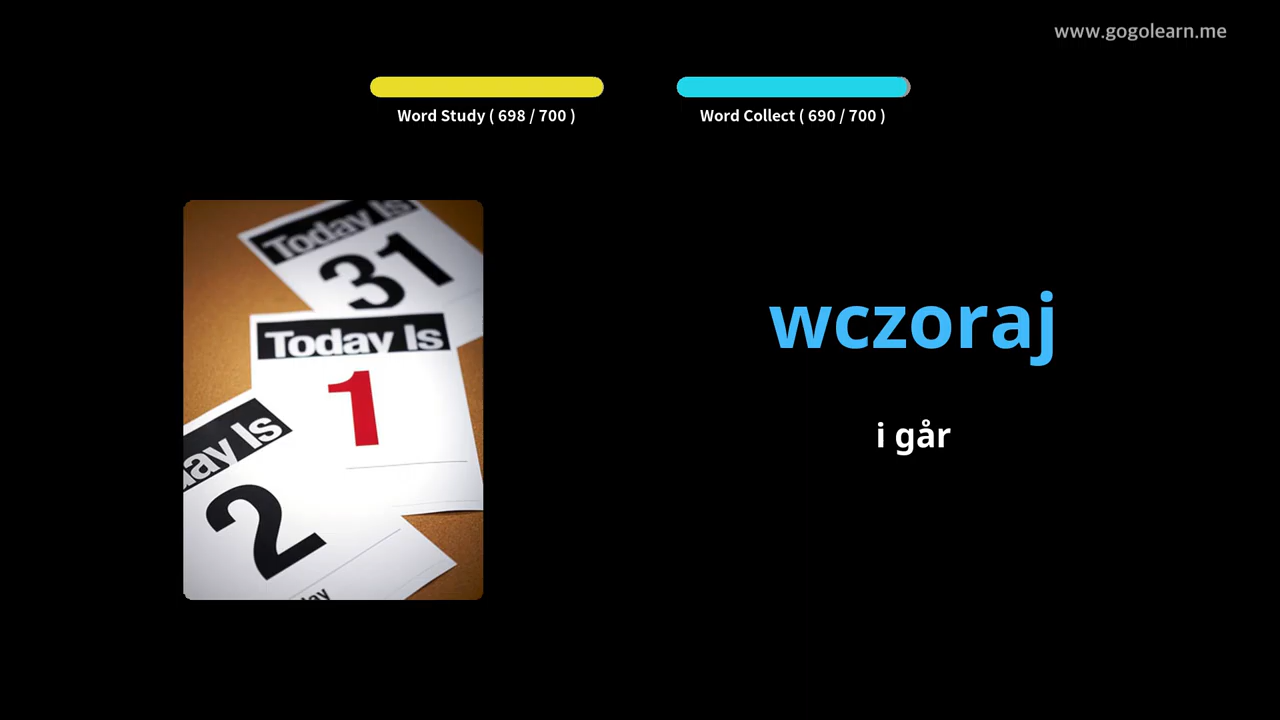 www.gogolearn.me
Word Study ( 698 / 700 )
Word Collect ( 690 / 700 )
Today Is
31
Today Is
1
ay Is
2
wczoraj
i går